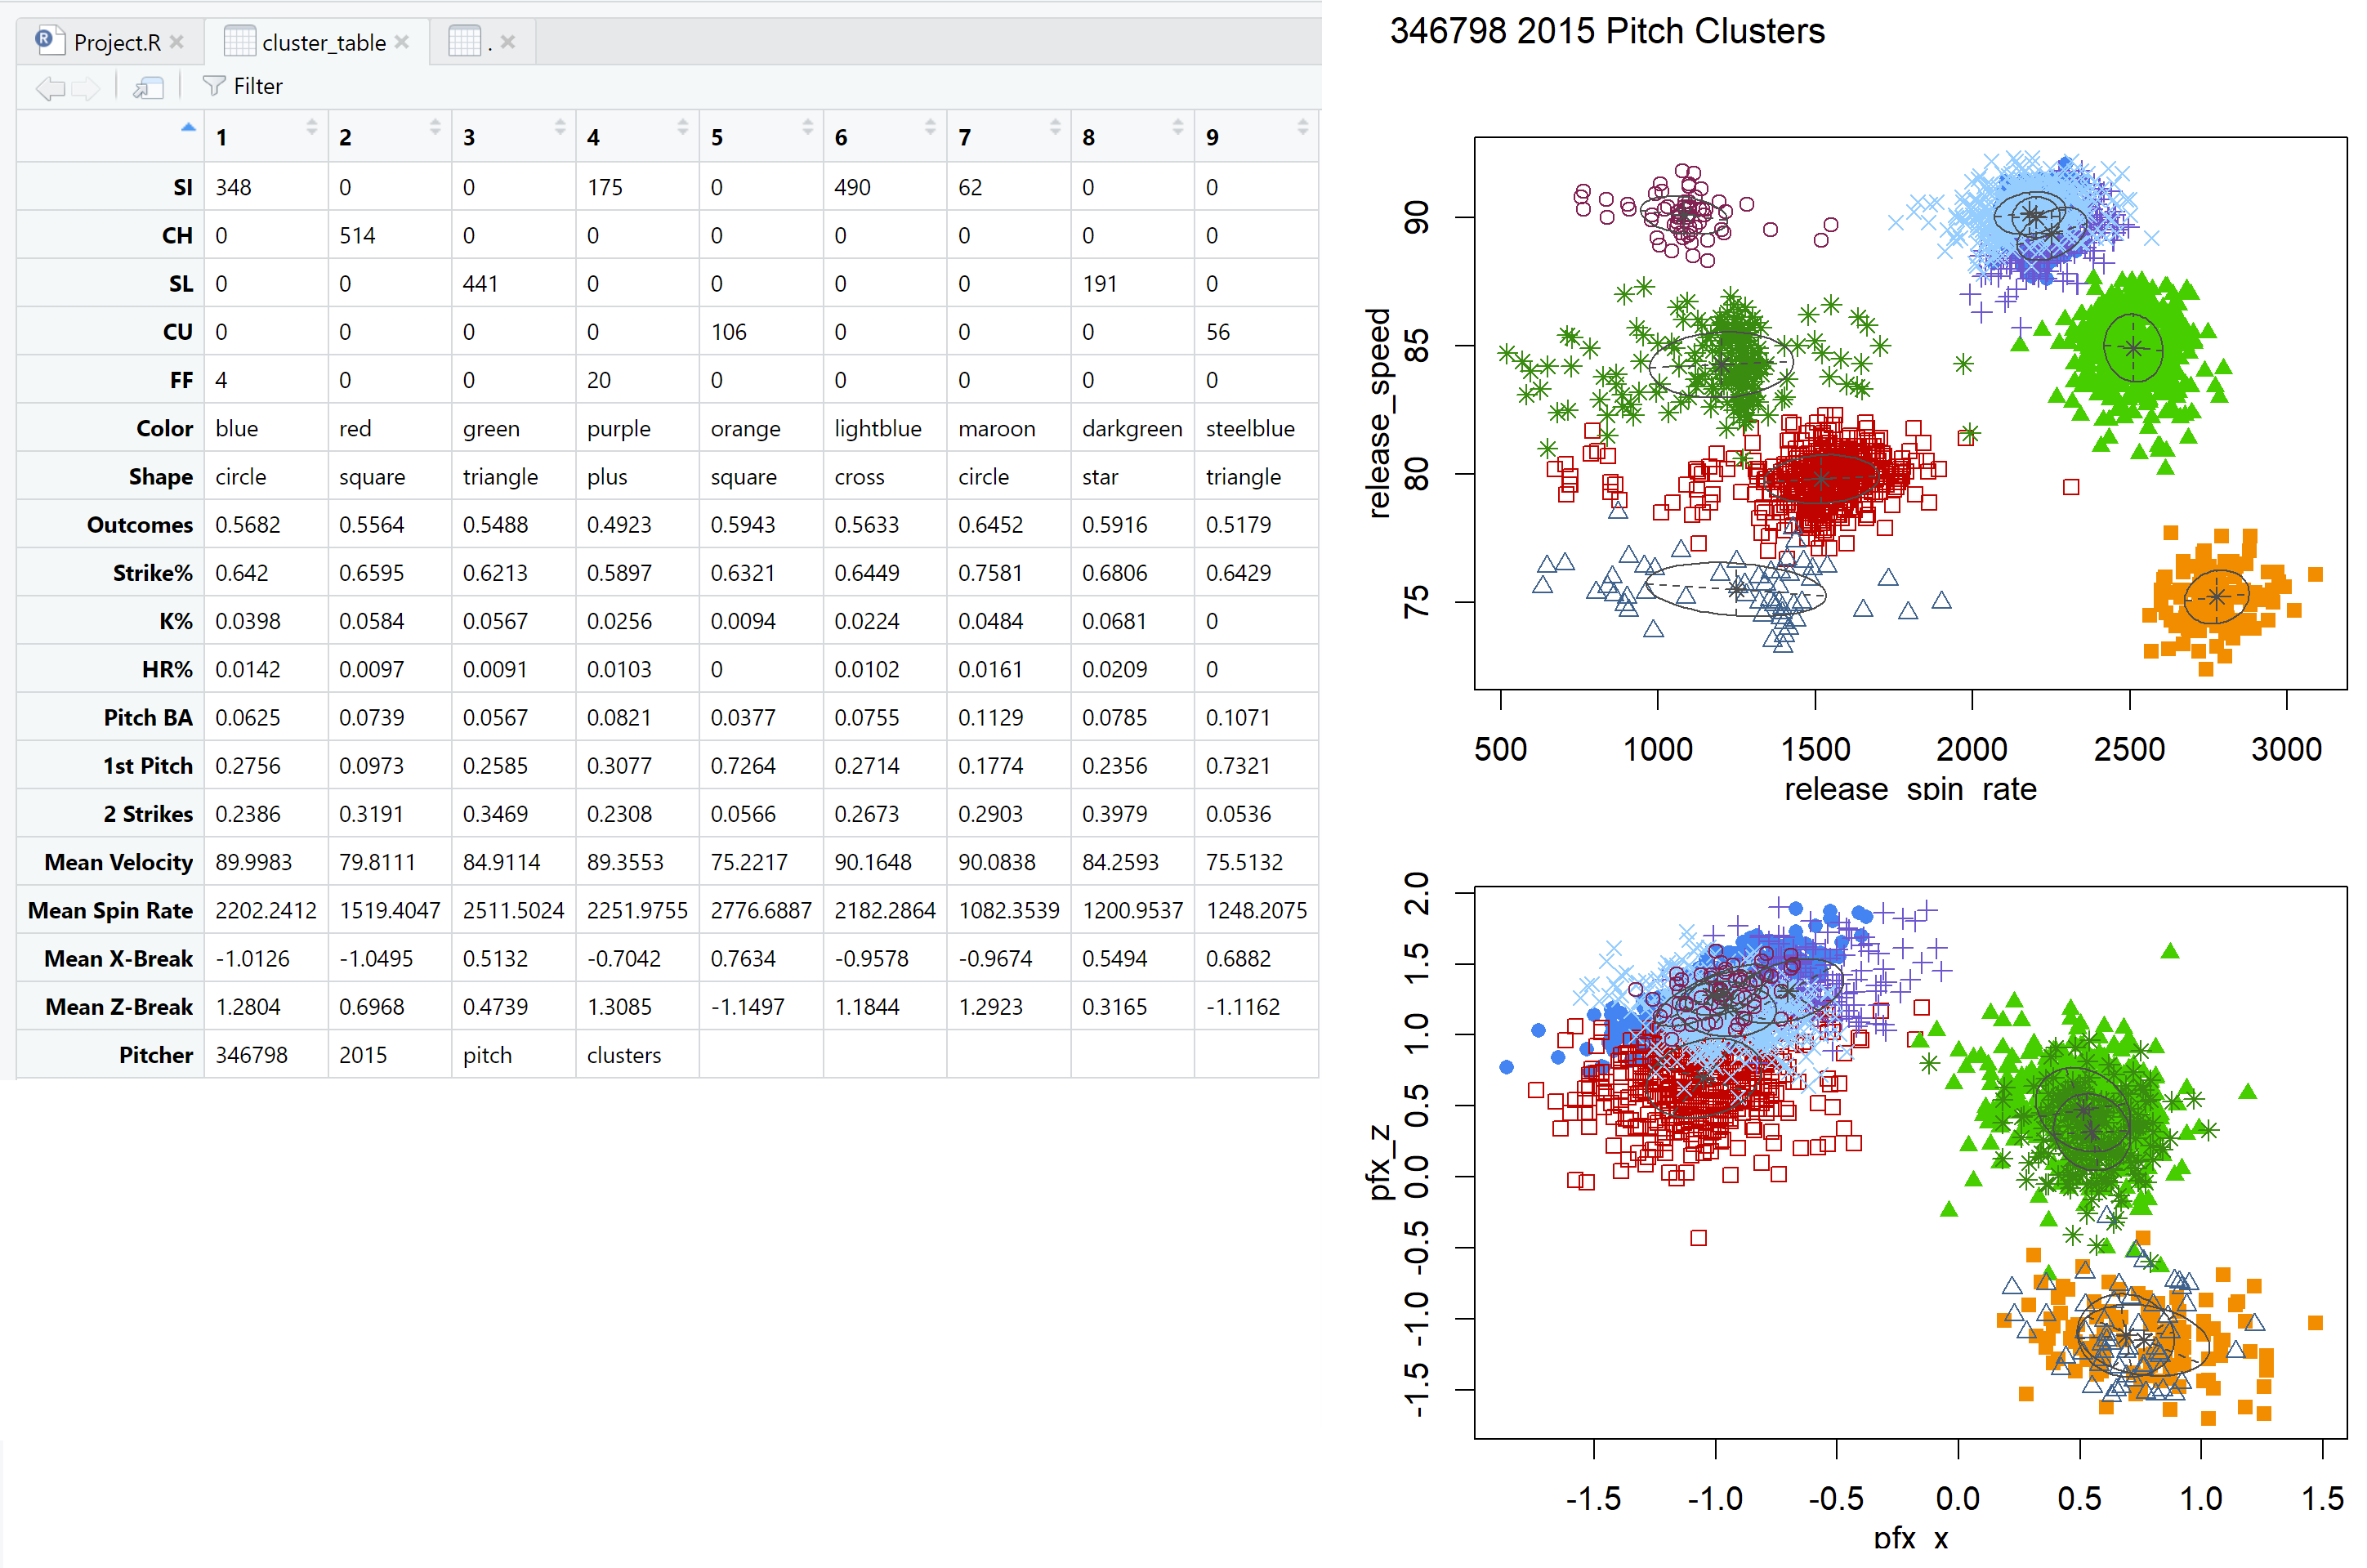 Project.R
cluster_table
.
Filter
1 2 3 4 5 6 7 8 9
SI 348 0 0 175 0 490 62 0 0
CH 0 514 0 0 0 0 0 0 0
SL 0 0 441 0 0 0 0 191 0
CU 0 0 0 0 106 0 0 0 56
FF 4 0 0 20 0 0 0 0 0
Color blue red green purple orange lightblue maroon darkgreen steelblue
Shape circle square triangle plus square cross circle star triangle
Outcomes 0.5682 0.5564 0.5488 0.4923 0.5943 0.5633 0.6452 0.5916 0.5179
Strike% 0.642 0.6595 0.6213 0.5897 0.6321 0.6449 0.7581 0.6806 0.6429
K% 0.0398 0.0584 0.0567 0.0256 0.0094 0.0224 0.0484 0.0681 0
HR% 0.0142 0.0097 0.0091 0.0103 0 0.0102 0.0161 0.0209 0
Pitch BA 0.0625 0.0739 0.0567 0.0821 0.0377 0.0755 0.1129 0.0785 0.1071
1st Pitch 0.2756 0.0973 0.2585 0.3077 0.7264 0.2714 0.1774 0.2356 0.7321
2 Strikes 0.2386 0.3191 0.3469 0.2308 0.0566 0.2673 0.2903 0.3979 0.0536
Mean Velocity 89.9983 79.8111 84.9114 89.3553 75.2217 90.1648 90.0838 84.2593 75.5132
Mean Spin Rate 2202.2412 1519.4047 2511.5024 2251.9755 2776.6887 2182.2864 1082.3539 1200.9537 1248.2075
Mean X-Break -1.0126 -1.0495 0.5132 -0.7042 0.7634 -0.9578 -0.9674 0.5494 0.6882
Mean Z-Break 1.2804 0.6968 0.4739 1.3085 -1.1497 1.1844 1.2923 0.3165 -1.1162
Pitcher 346798 2015 pitch clusters
346798 2015 Pitch Clusters
release_speed
90
85
80
75
500 1000 1500 2000 2500 3000
release_spin_rate
pfx_z
2.0
1.5
1.0
0.5
0.0
-0.5
-1.0
-1.5
-1.5 -1.0 -0.5 0.0 0.5 1.0 1.5
pfx_x